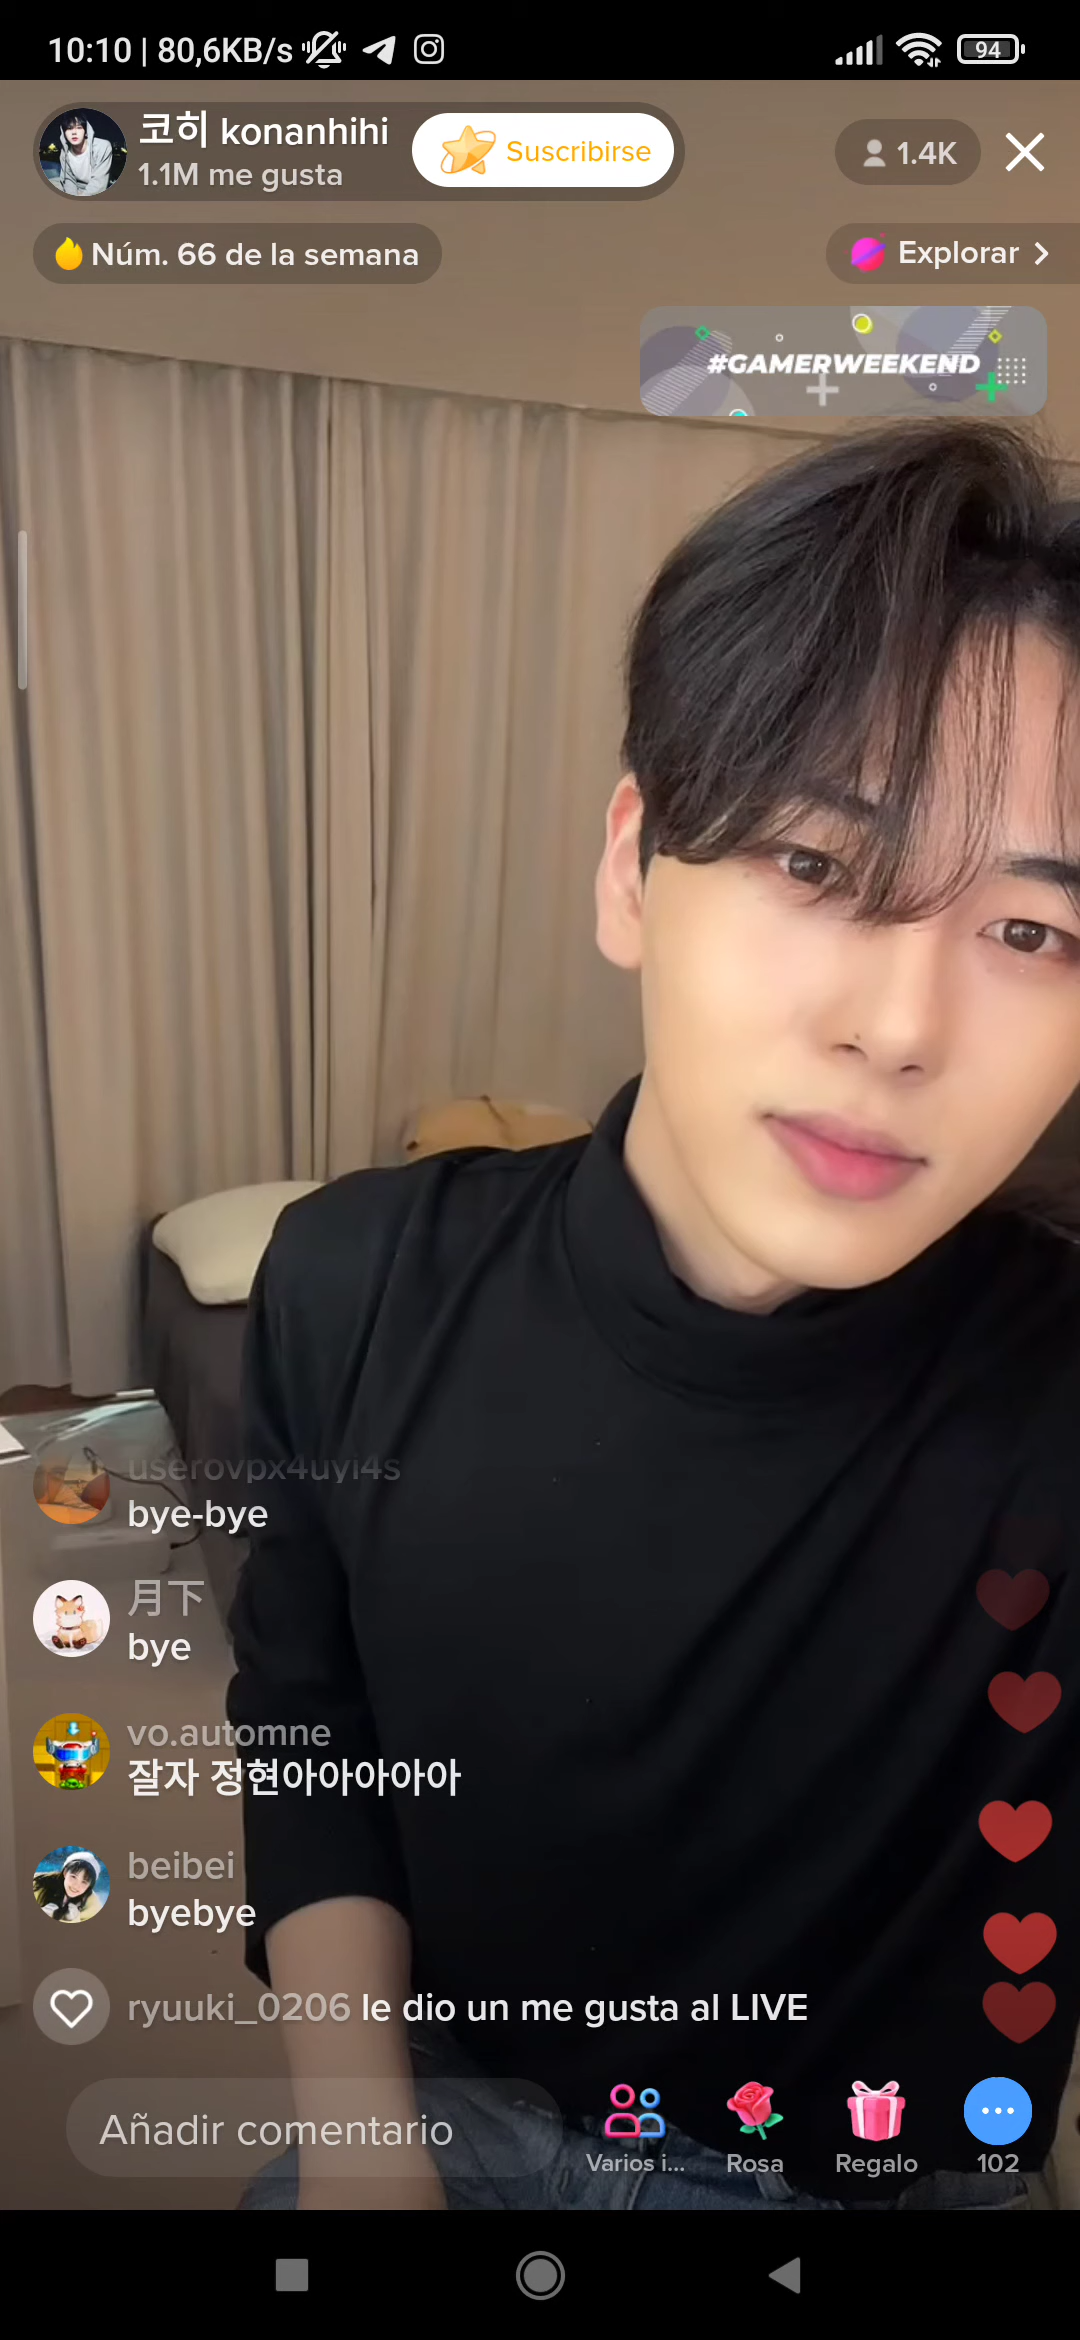 10:10 | 80,6KB/s
94
코히 konanhihi
1.1M me gusta
Suscribirse
1.4K
Núm. 66 de la semana
Explorar
#GAMERWEEKEND
userovpx4uyl4s
bye-bye
月下
bye
vo.automne
잘자 정현아아아아아
beibei
byebye
ryuuki_0206 le dio un me gusta al LIVE
Añadir comentario
Varios i...
Rosa
Regalo
102